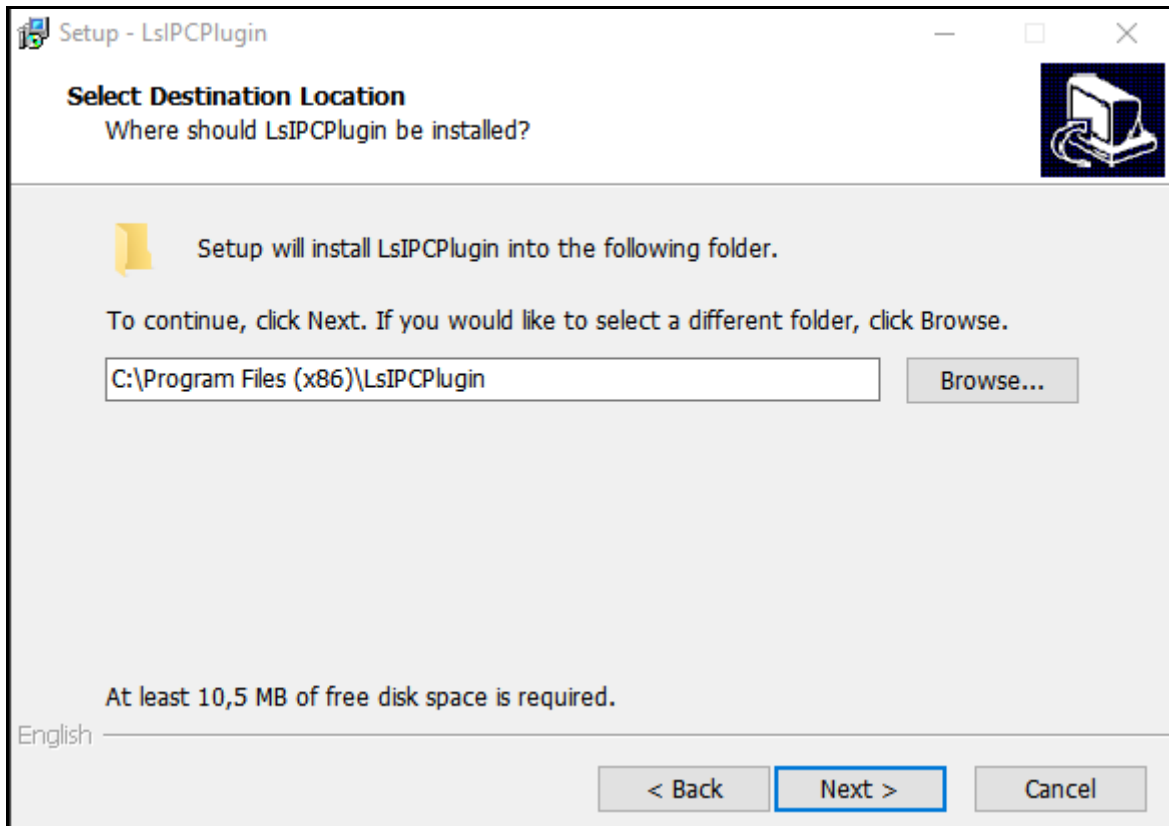 Setup - LsIPCPlugin
Select Destination Location
Where should LsIPCPlugin be installed?
Setup will install LsIPCPlugin into the following folder.
To continue, click Next. If you would like to select a different folder, click Browse.
C:\Program Files (x86)\LsIPCPlugin
Browse...
At least 10,5 MB of free disk space is required.
English
< Back
Next >
Cancel